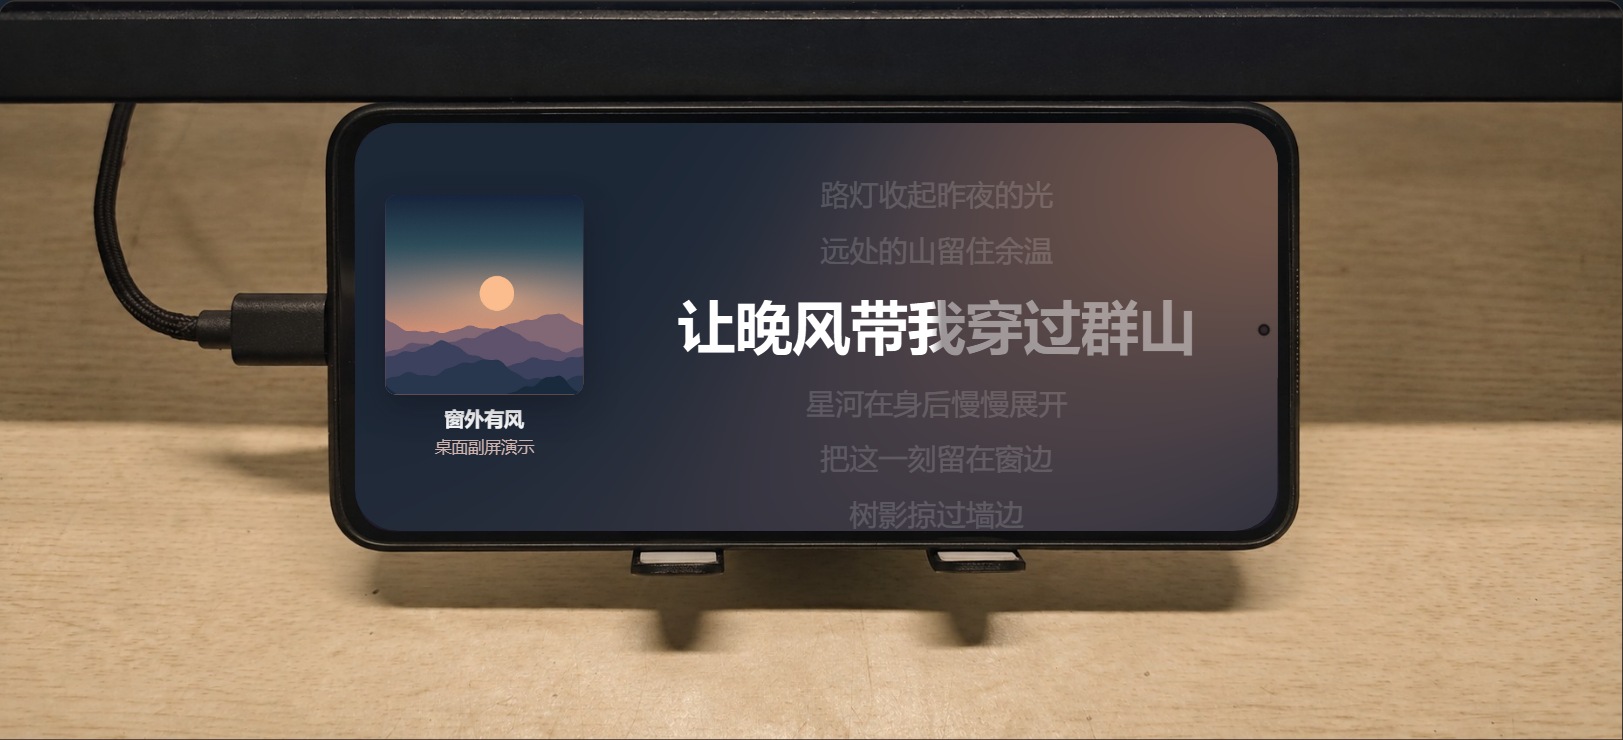 窗外有风
桌面副屏演示
路灯收起昨夜的光
远处的山留住余温
让晚风带我穿过群山
星河在身后慢慢展开
把这一刻留在窗边
树影掠过墙边